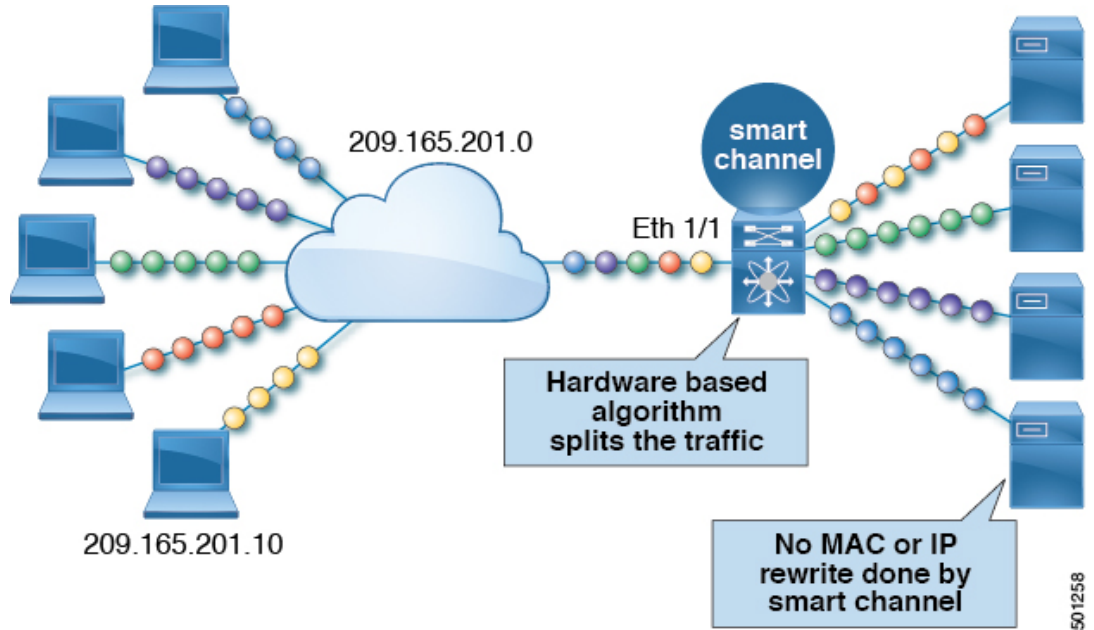 209.165.201.0
smart
channel
Eth 1/1
Hardware based
algorithm
splits the traffic
209.165.201.10
No MAC or IP
rewrite done by
smart channel
501258